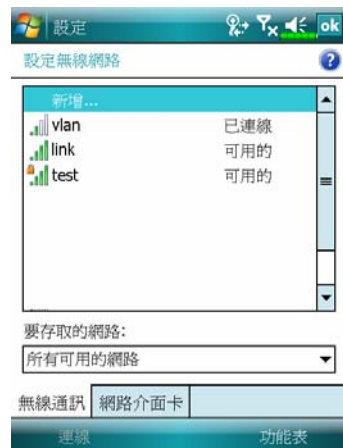 設定
ok
設定無線網路
新增...
vlan 已連線
link 可用的
test 可用的
要存取的網路:
所有可用的網路
無線通訊 網路介面卡
連線 功能表